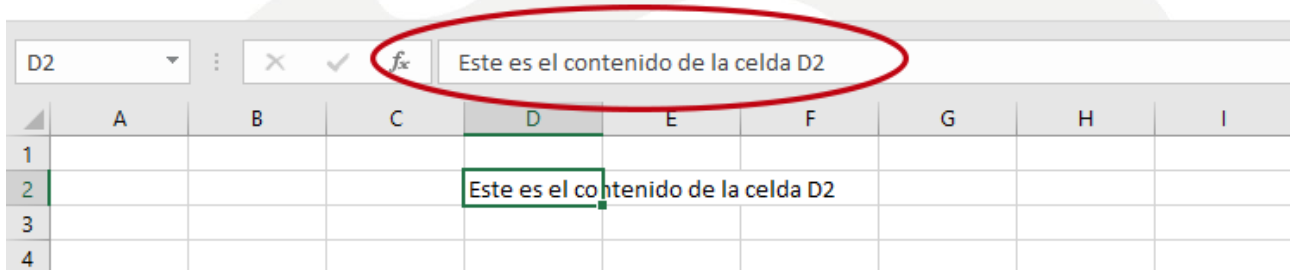 D2 fx Este es el contenido de la celda D2
A B C D E F G H I
1
2 Este es el contenido de la celda D2
3
4